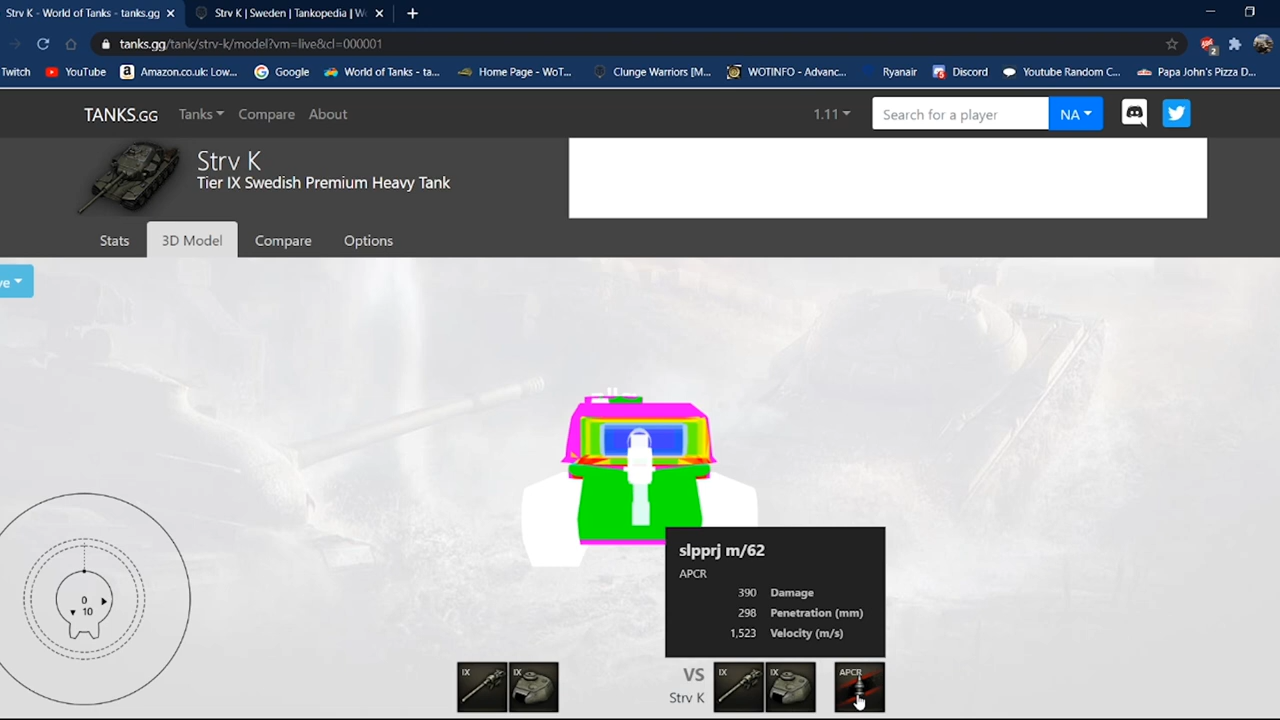 Strv K - World of Tanks - tanks.gg
Strv K | Sweden | Tankopedia | W
tanks.gg/tank/strv-k/model?vm=live&cl=000001
2
Twitch YouTube Amazon.co.uk: Low... Google World of Tanks - ta... Home Page - WoT... Clunge Warriors [M... WOTINFO - Advanc... Ryanair Discord Youtube Random C... Papa John's Pizza D...
TANKS.GG Tanks Compare About 1.11 Search for a player NA
Strv K
Tier IX Swedish Premium Heavy Tank
Stats 3D Model Compare Options
ve
slpprj m/62
APCR
390 Damage
298 Penetration (mm)
1,523 Velocity (m/s)
0
10
IX IX VS Strv K IX IX APCR